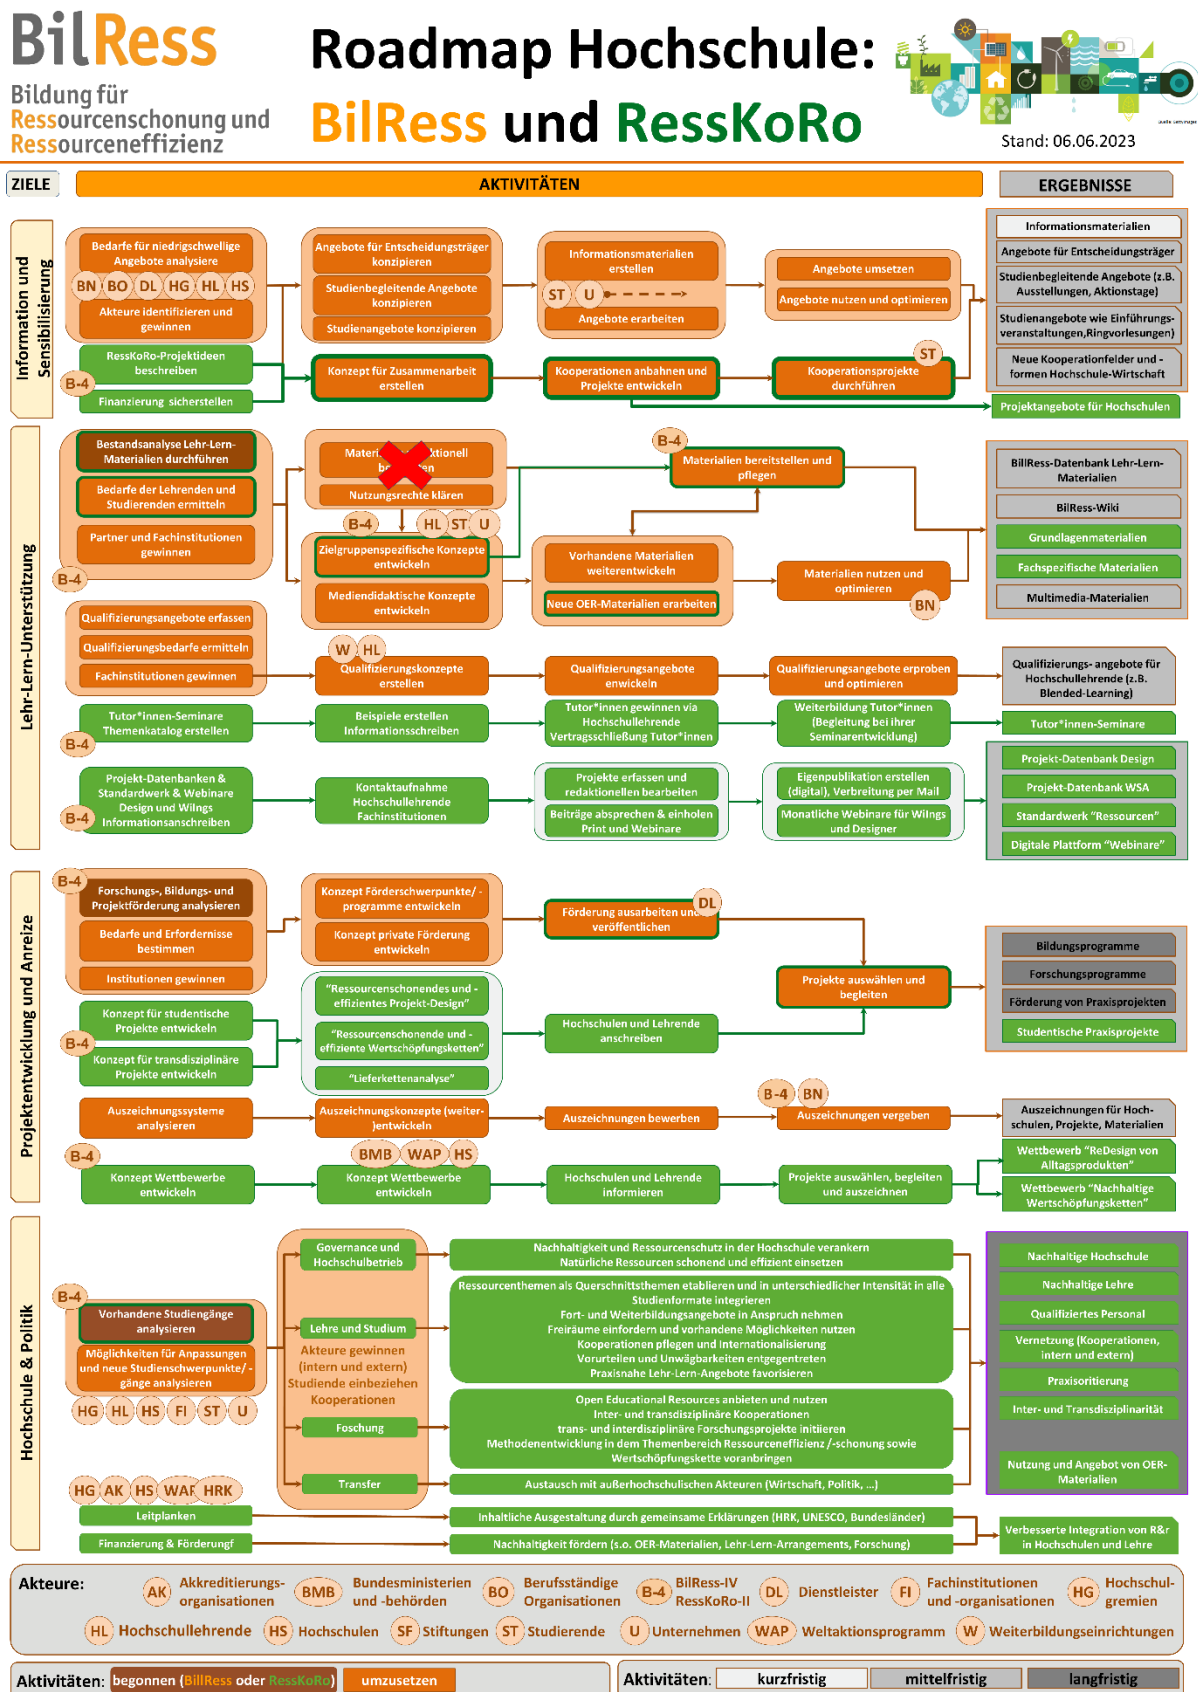 BilRess
Bildung für
Ressourcenschonung und
Ressourceneffizienz
Roadmap Hochschule:
BilRess und RessKoRo
Stand: 06.06.2023
ZIELE
AKTIVITÄTEN
ERGEBNISSE
Information und
Sensibilisierung
Bedarfe für niedrigschwellige
Angebote analysiere
BN BO DL HG HL HS
Akteure identifizieren und
gewinnen
RessKoRo-Projektideen
beschreiben
B-4
Finanzierung sicherstellen
Angebote für Entscheidungsträger
konzipieren
Studienbegleitende Angebote
konzipieren
Studienangebote konzipieren
Konzept für Zusammenarbeit
erstellen
Informationsmaterialien
erstellen
ST U
Angebote erarbeiten
Kooperationen anbahnen und
Projekte entwickeln
Angebote umsetzen
Angebote nutzen und optimieren
ST
Kooperationsprojekte
durchführen
Informationsmaterialien
Angebote für Entscheidungsträger
Studienbegleitende Angebote (z.B.
Ausstellungen, Aktionstage)
Studienangebote wie Einführungs-
veranstaltungen,Ringvorlesungen)
Neue Kooperationfelder und -
formen Hochschule-Wirtschaft
Projektangebote für Hochschulen
Lehr-Lern-Unterstützung
Bestandsanalyse Lehr-Lern-
Materialien durchführen
Bedarfe der Lehrenden und
Studierenden ermitteln
Partner und Fachinstitutionen
gewinnen
B-4
Nutzungsrechte klären
B-4 HL ST U
Zielgruppenspezifische Konzepte
entwickeln
Mediendidaktische Konzepte
entwickeln
B-4
Materialien bereitstellen und
pflegen
Vorhandene Materialien
weiterentwickeln
Neue OER-Materialien erarbeiten
Materialien nutzen und
optimieren
BN
BillRess-Datenbank Lehr-Lern-
Materialien
BilRess-Wiki
Grundlagenmaterialien
Fachspezifische Materialien
Multimedia-Materialien
Qualifizierungsangebote erfassen
Qualifizierungsbedarfe ermitteln
Fachinstitutionen gewinnen
W HL
Qualifizierungskonzepte
erstellen
Qualifizierungsangebote
enwickeln
Qualifizierungsangebote erproben
und optimieren
Qualifizierungs- angebote für
Hochschullehrende (z.B.
Blended-Learning)
Tutor*innen-Seminare
Themenkatalog erstellen
B-4
Beispiele erstellen
Informationsschreiben
Tutor*innen gewinnen via
Hochschullehrende
Vertragsschließung Tutor*innen
Weiterbildung Tutor*innen
(Begleitung bei ihrer
Seminarentwicklung)
Tutor*innen-Seminare
Projekt-Datenbanken &
Standardwerk & Webinare
Design und WiIngs
Informationsanschreiben
B-4
Kontaktaufnahme
Hochschullehrende
Fachinstitutionen
Projekte erfassen und
redaktionellen bearbeiten
Beiträge absprechen & einholen
Print und Webinare
Eigenpublikation erstellen
(digital), Verbreitung per Mail
Monatliche Webinare für WiIngs
und Designer
Projekt-Datenbank Design
Projekt-Datenbank WSA
Standardwerk "Ressourcen"
Digitale Plattform "Webinare"
Projektentwicklung und Anreize
B-4
Forschungs-, Bildungs- und
Projektförderung analysieren
Bedarfe und Erfordernisse
bestimmen
Institutionen gewinnen
Konzept Förderschwerpunkte/ -
programme entwickeln
Konzept private Förderung
entwickeln
DL
Förderung ausarbeiten und
veröffentlichen
Projekte auswählen und
begleiten
Bildungsprogramme
Forschungsprogramme
Förderung von Praxisprojekten
Studentische Praxisprojekte
Konzept für studentische
Projekte entwickeln
B-4
Konzept für transdisziplinäre
Projekte entwickeln
"Ressourcenschonendes und -
effizientes Projekt-Design"
"Ressourcenschonende und -
effiziente Wertschöpfungsketten"
"Lieferkettenanalyse"
Hochschulen und Lehrende
anschreiben
Auszeichnungssysteme
analysieren
Auszeichnungskonzepte (weiter-
)entwickeln
Auszeichnungen bewerben
B-4 BN
Auszeichnungen vergeben
Auszeichnungen für Hoch-
schulen, Projekte, Materialien
B-4
Konzept Wettbewerbe
entwickeln
BMB WAP HS
Konzept Wettbewerbe
entwickeln
Hochschulen und Lehrende
informieren
Projekte auswählen, begleiten
und auszeichnen
Wettbewerb "ReDesign von
Alltagsprodukten"
Wettbewerb "Nachhaltige
Wertschöpfungsketten"
Hochschule & Politik
B-4
Vorhandene Studiengänge
analysieren
Möglichkeiten für Anpassungen
und neue Studienschwerpunkte/ -
gänge analysieren
HG HL HS FI ST U
Governance und
Hochschulbetrieb
Lehre und Studium
Akteure gewinnen
(intern und extern)
Studiende einbeziehen
Kooperationen
Foschung
Transfer
Nachhaltigkeit und Ressourcenschutz in der Hochschule verankern
Natürliche Ressourcen schonend und effizient einsetzen
Ressourcenthemen als Querschnittsthemen etablieren und in unterschiedlicher Intensität in alle
Studienformate integrieren
Fort- und Weiterbildungsangebote in Anspruch nehmen
Freiräume einfordern und vorhandene Möglichkeiten nutzen
Kooperationen pflegen und Internationalisierung
Vorurteilen und Unwägbarkeiten entgegentreten
Praxisnahe Lehr-Lern-Angebote favorisieren
Open Educational Resources anbieten und nutzen
Inter- und transdisziplinäre Kooperationen
trans- und interdisziplinäre Forschungsprojekte initiieren
Methodenentwicklung in dem Themenbereich Ressourceneffizienz /-schonung sowie
Wertschöpfungskette voranbringen
Austausch mit außerhochschulischen Akteuren (Wirtschaft, Politik, ...)
Nachhaltige Hochschule
Nachhaltige Lehre
Qualifiziertes Personal
Vernetzung (Kooperationen,
intern und extern)
Praxisoritierung
Inter- und Transdisziplinarität
Nutzung und Angebot von OER-
Materialien
HG AK HS WAP HRK
Leitplanken
Inhaltliche Ausgestaltung durch gemeinsame Erklärungen (HRK, UNESCO, Bundesländer)
Finanzierung & Förderungf
Nachhaltigkeit fördern (s.o. OER-Materialien, Lehr-Lern-Arrangements, Forschung)
Verbesserte Integration von R&r
in Hochschulen und Lehre
Akteure:
AK Akkreditierungs-
organisationen
BMB Bundesministerien
und -behörden
BO Berufsständige
Organisationen
B-4 BilRess-IV
RessKoRo-II
DL Dienstleister
FI Fachinstitutionen
und -organisationen
HG Hochschul-
gremien
HL Hochschullehrende HS Hochschulen SF Stiftungen ST Studierende U Unternehmen WAP Weltaktionsprogramm W Weiterbildungseinrichtungen
Aktivitäten: begonnen (BillRess oder RessKoRo) umzusetzen
Aktivitäten: kurzfristig mittelfristig langfristig